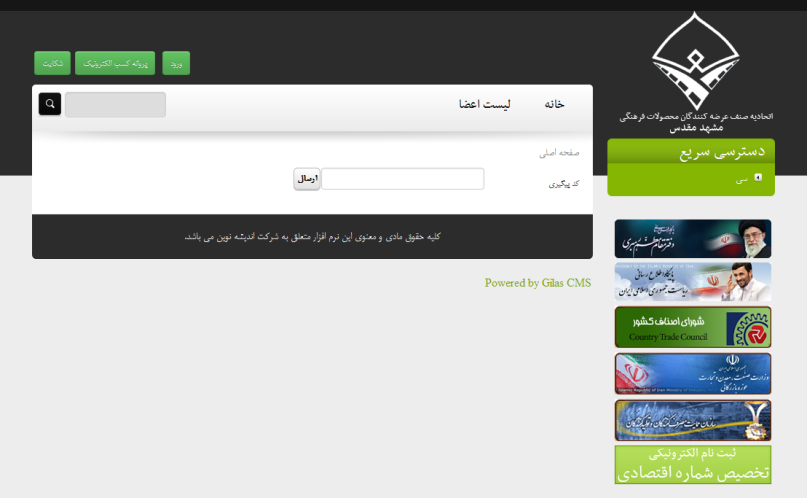 اتحادیه صنف عرضه کنندگان محصولات فرهنگی
مشهد مقدس
ورود
پروانه کسب الکترونیک
شکایت
خانه
لیست اعضا
دسترسی سریع
صفحه اصلی
کد پیگیری
ارسال
کلیه حقوق مادی و معنوی این نرم افزار متعلق به شرکت اندیشه نوین می باشد.
Powered by Gilas CMS
دفتر مقام معظم رهبری
پایگاه اطلاع رسانی
ریاست جمهوری اسلامی ایران
شورای اصناف کشور
Country Trade Council
وزارت صنعت، معدن و تجارت
حوزه بازرگانی
سازمان حمایت مصرف کنندگان و تولیدکنندگان
ثبت نام الکترونیکی
تخصیص شماره اقتصادی